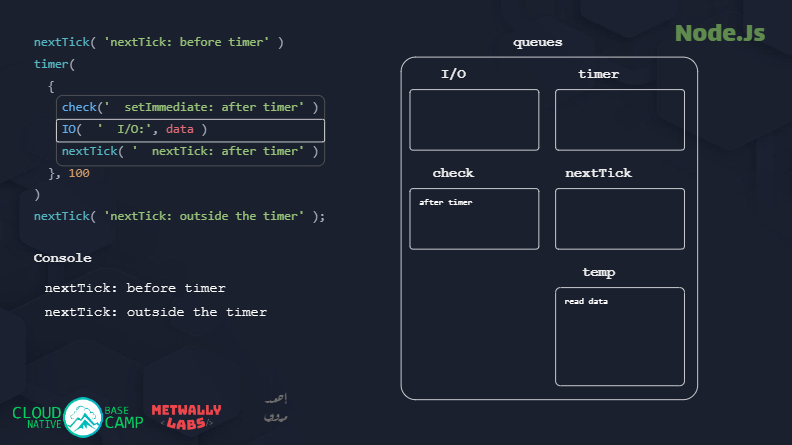 Node.Js
nextTick( 'nextTick: before timer' )
timer(
{
check(' setImmediate: after timer' )
IO( ' I/O:', data )
nextTick( ' nextTick: after timer' )
}, 100
)
nextTick( 'nextTick: outside the timer' );
Console
nextTick: before timer
nextTick: outside the timer
queues
I/O
timer
check
after timer
nextTick
temp
read data
CLOUD NATIVE
BASE CAMP
METWALLY
<LABS/>